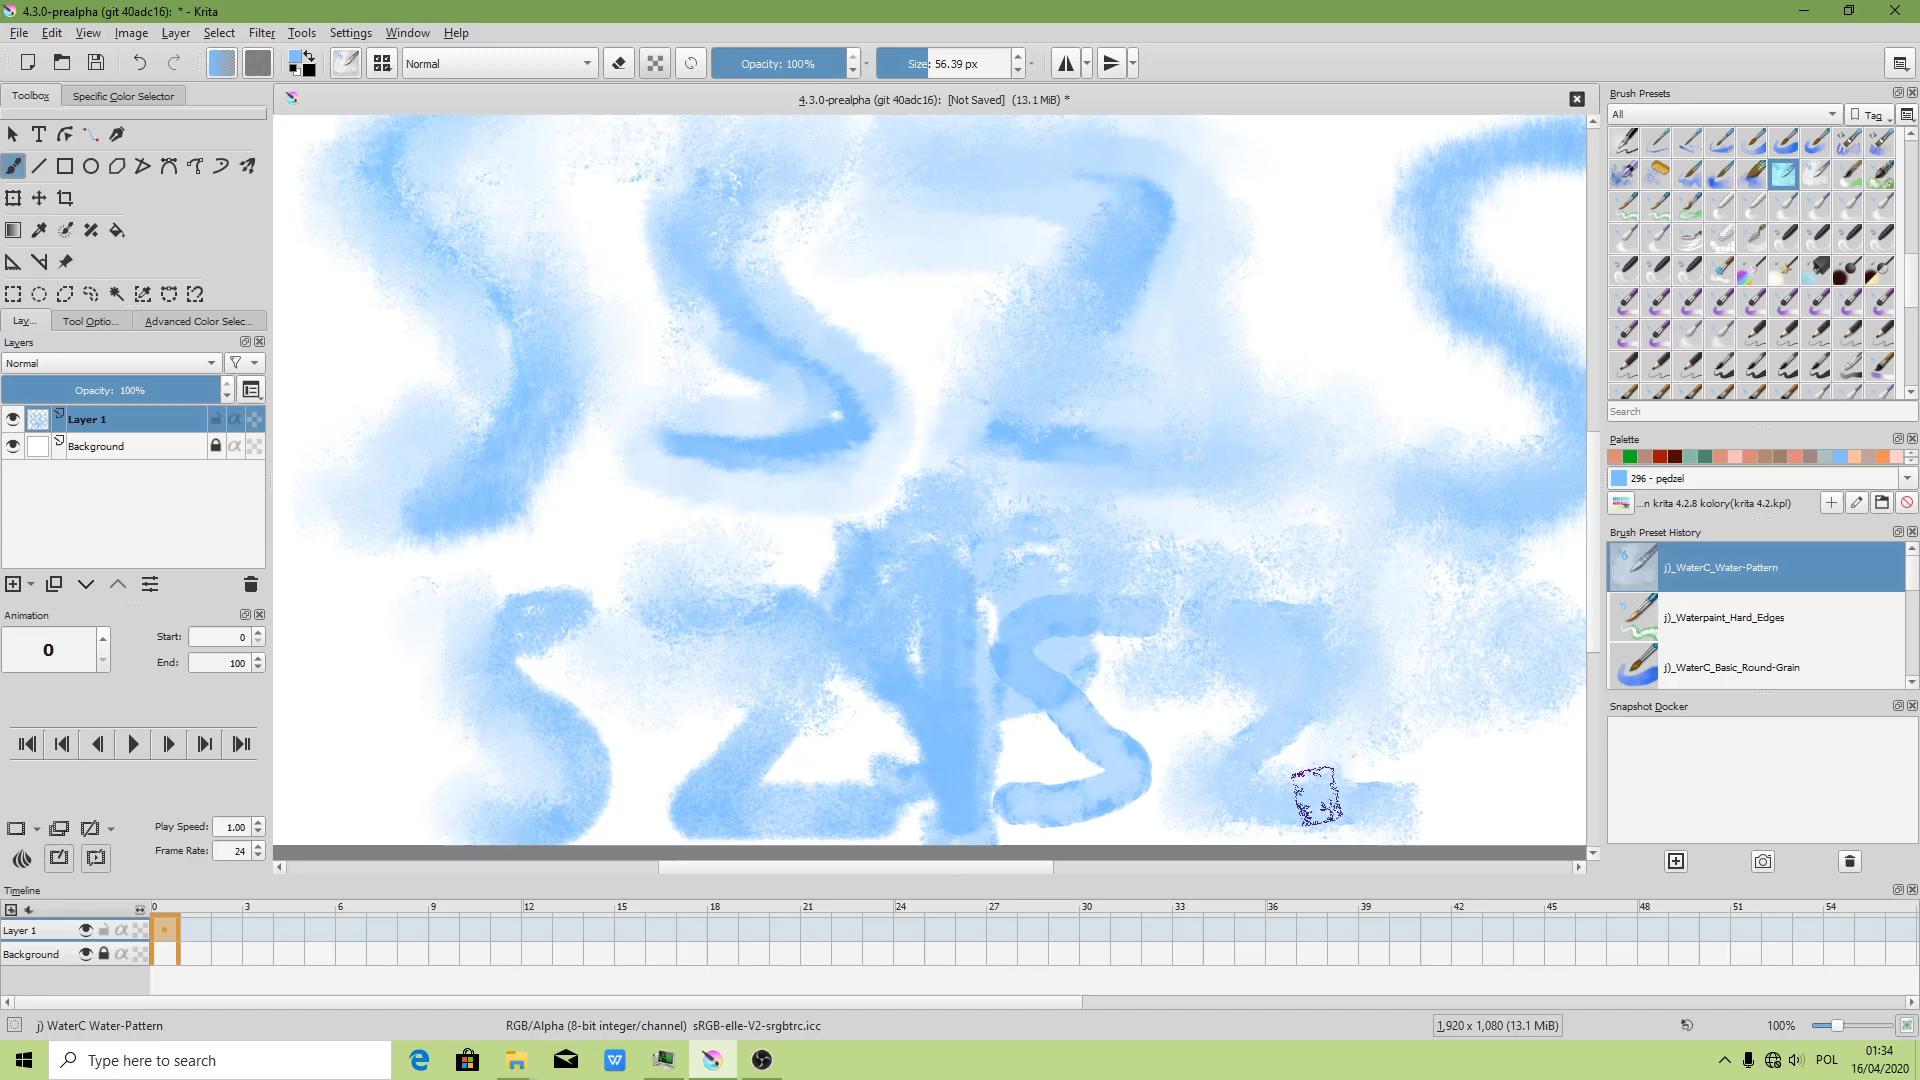 4.3.0-prealpha (git 40adc16):  * - Krita
File Edit View Image Layer Select Filter Tools Settings Window Help
Normal Opacity: 100% Size: 56.39 px
Toolbox Specific Color Selector
4.3.0-prealpha (git 40adc16):  [Not Saved]  (13.1 MiB) *
Brush Presets
All Tag
Lay... Tool Optio... Advanced Color Selec...
Layers
Normal
Opacity: 100%
Layer 1
Background
Search
Palette
296 - pędzel
...n krita 4.2.8 kolory(krita 4.2.kpl)
Brush Preset History
j)_WaterC_Water-Pattern
j)_Waterpaint_Hard_Edges
j)_WaterC_Basic_Round-Grain
Animation
0 Start: 0
End: 100
Snapshot Docker
Play Speed: 1.00
Frame Rate: 24
Timeline
0 3 6 9 12 15 18 21 24 27 30 33 36 39 42 45 48 51 54
Layer 1
Background
j) WaterC Water-Pattern RGB/Alpha (8-bit integer/channel)  sRGB-elle-V2-srgbtrc.icc 1,920 x 1,080 (13.1 MiB) 100%
Type here to search POL 01:34
16/04/2020